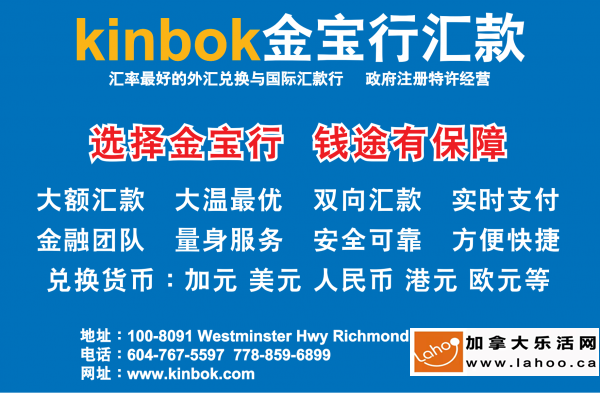 kinbok金宝行汇款
汇率最好的外汇兑换与国际汇款行 政府注册特许经营
选择金宝行 钱途有保障
大额汇款 大温最优 双向汇款 实时支付
金融团队 量身服务 安全可靠 方便快捷
兑换货币：加元 美元 人民币 港元 欧元等
地址：100-8091 Westminster Hwy Richmond
电话：604-767-5597 778-859-6899
网址：www.kinbok.com
Lahoo
加拿大乐活网
www.lahoo.ca